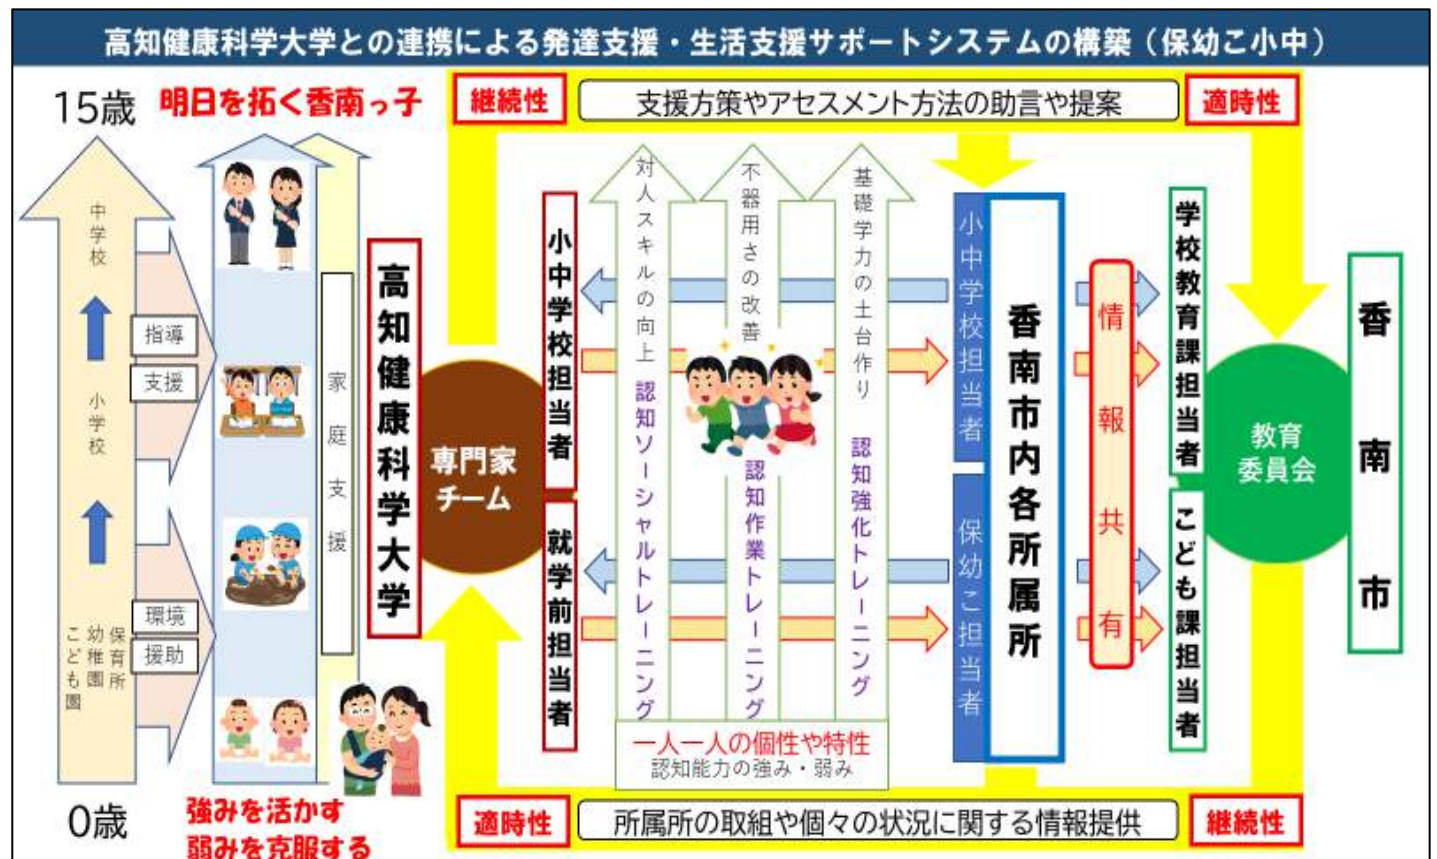 高知健康科学大学との連携による発達支援・生活支援サポートシステムの構築（保幼こ小中）
15歳
明日を拓く香南っ子
継続性
支援方策やアセスメント方法の助言や提案
適時性
中学校
小学校
保育所
幼稚園
こども園
指導
支援
環境
援助
家庭支援
高知健康科学大学
専門家
チーム
小中学校担当者
就学前担当者
対人スキルの向上
認知ソーシャルトレーニング
不器用さの改善
認知作業トレーニング
基礎学力の土台作り
認知強化トレーニング
一人一人の個性や特性
認知能力の強み・弱み
小中学校担当者
保幼こ担当者
香南市内各所属所
情報共有
学校教育課担当者
こども課担当者
教育
委員会
香南市
0歳
強みを活かす
弱みを克服する
適時性
所属所の取組や個々の状況に関する情報提供
継続性